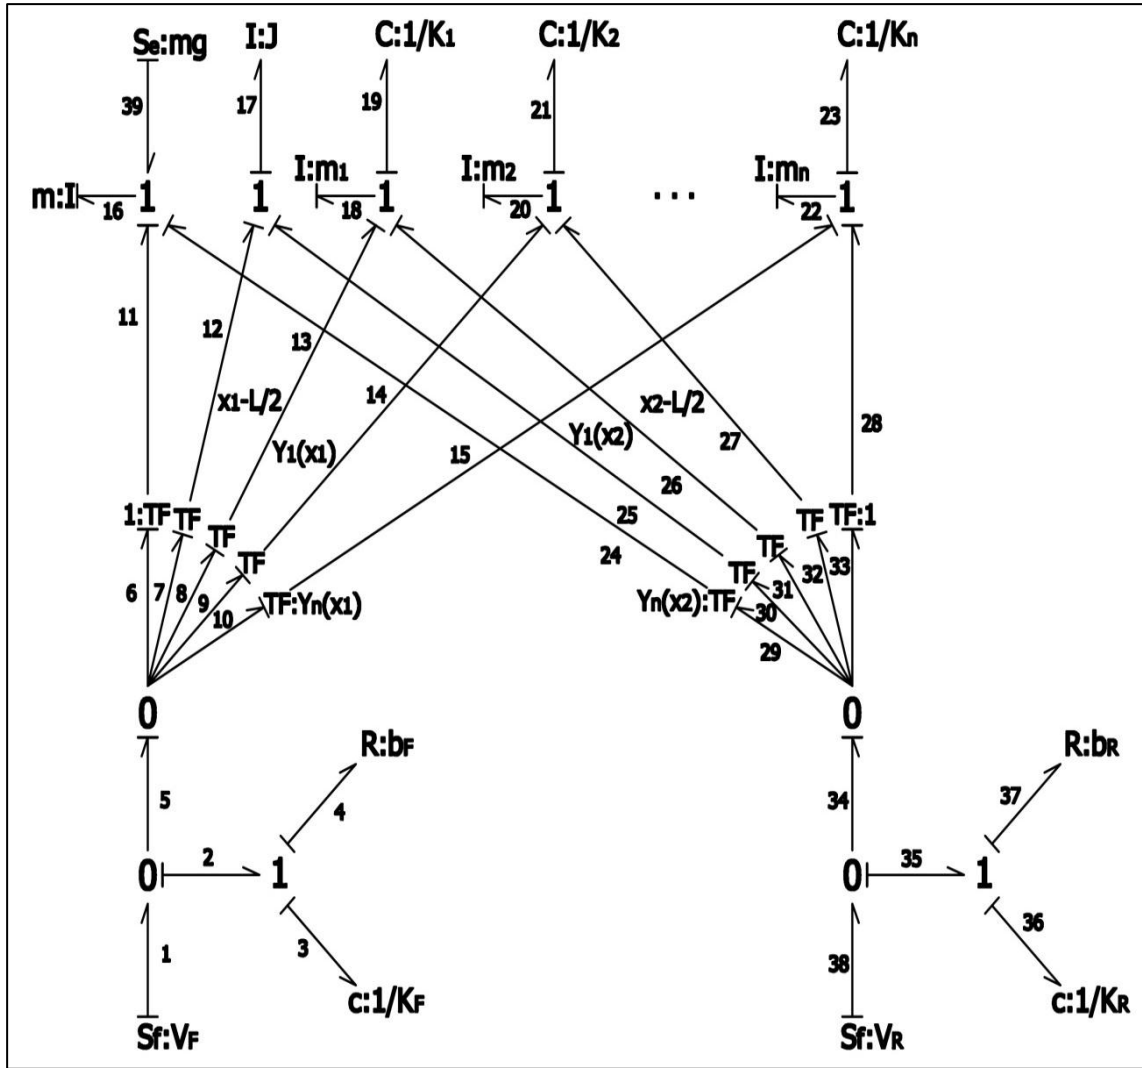 Se:mg I:J C:1/K1 C:1/K2 C:1/Kn
39 17 19 21 23
I:m1 I:m2 I:mn
m:I 1 1 1 1 ... 1
16 18 20 22
11 12 13 14 15 24 25 26 27 28
x1-L/2 x2-L/2
Y1(x1) Y1(x2)
1:TF TF TF TF TF:Yn(x1)
Yn(x2):TF TF TF TF TF:1
6 7 8 9 10 29 30 31 32 33
0 0
R:bF R:bR
5 4 34 37
0 2 1 0 35 1
1 3 38 36
c:1/KF c:1/KR
Sf:VF Sf:VR